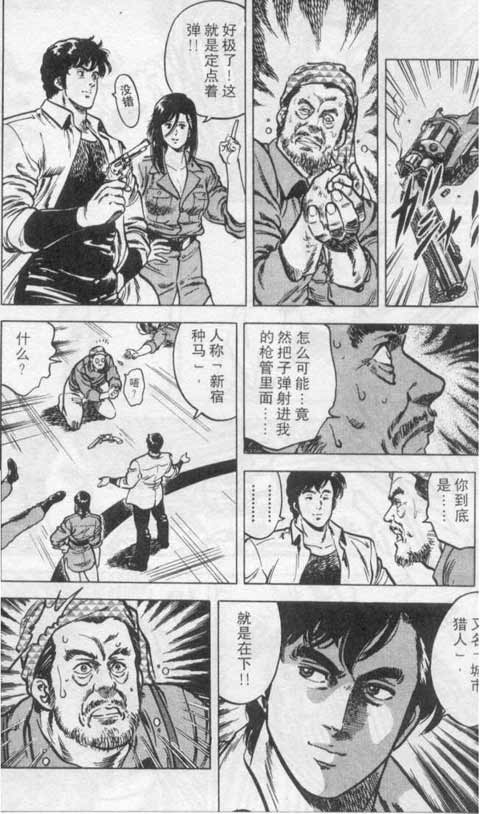 好极了！这
就是定点着
弹!!
没错
怎么可能…竟
然把子弹射进我
的枪管里面……
人称「新宿
种马」，
唔？
什么？
你到底
是……
…………
…………
又名「城市
猎人」，
就是在下!!